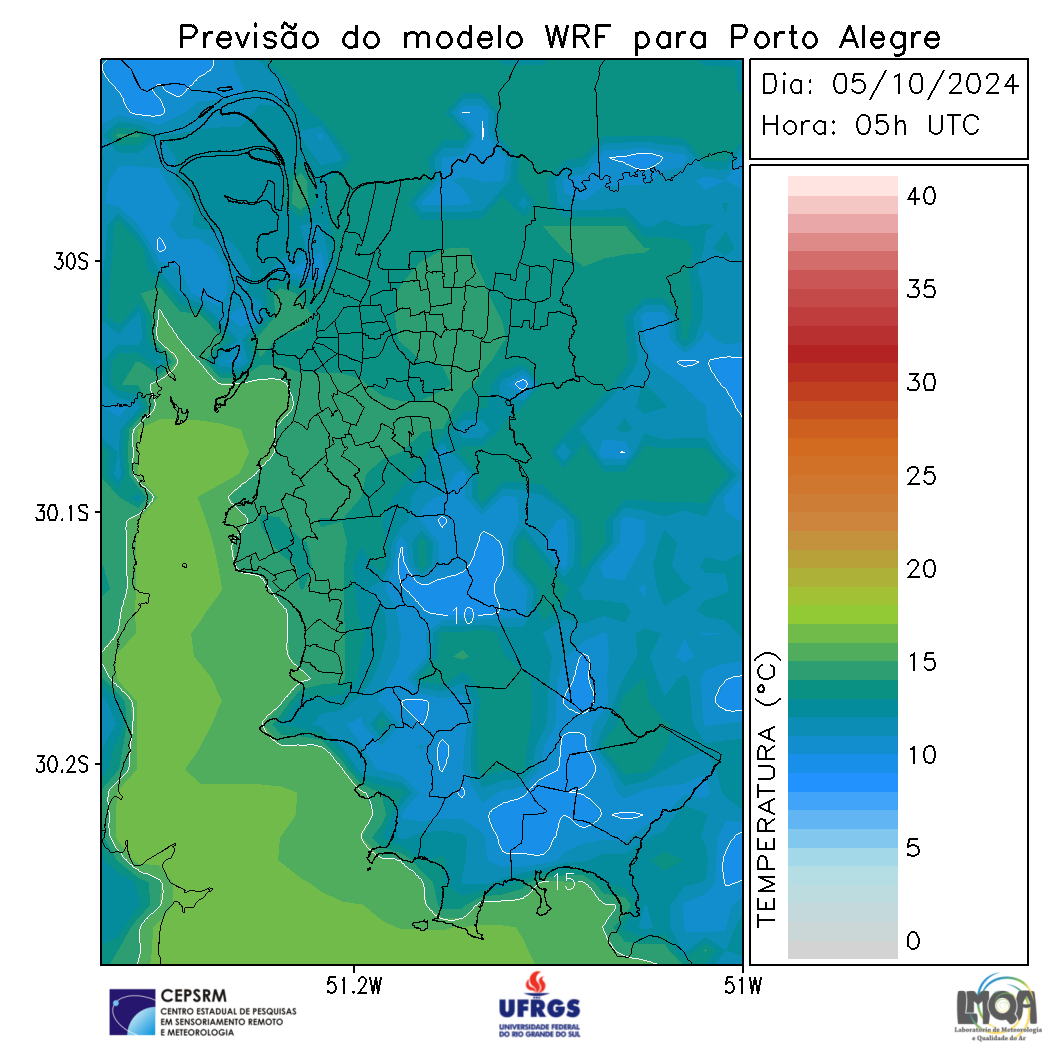 Previsão do modelo WRF para Porto Alegre
Dia: 05/10/2024
Hora: 05h UTC
30S
30.1S
30.2S
51.2W
51W
10
15
TEMPERATURA (°C)
40
35
30
25
20
15
10
5
0
CEPSRM
CENTRO ESTADUAL DE PESQUISAS
EM SENSORIAMENTO REMOTO
E METEOROLOGIA
UFRGS
UNIVERSIDADE FEDERAL
DO RIO GRANDE DO SUL
LMQA
Laboratório de Meteorologia
e Qualidade do Ar